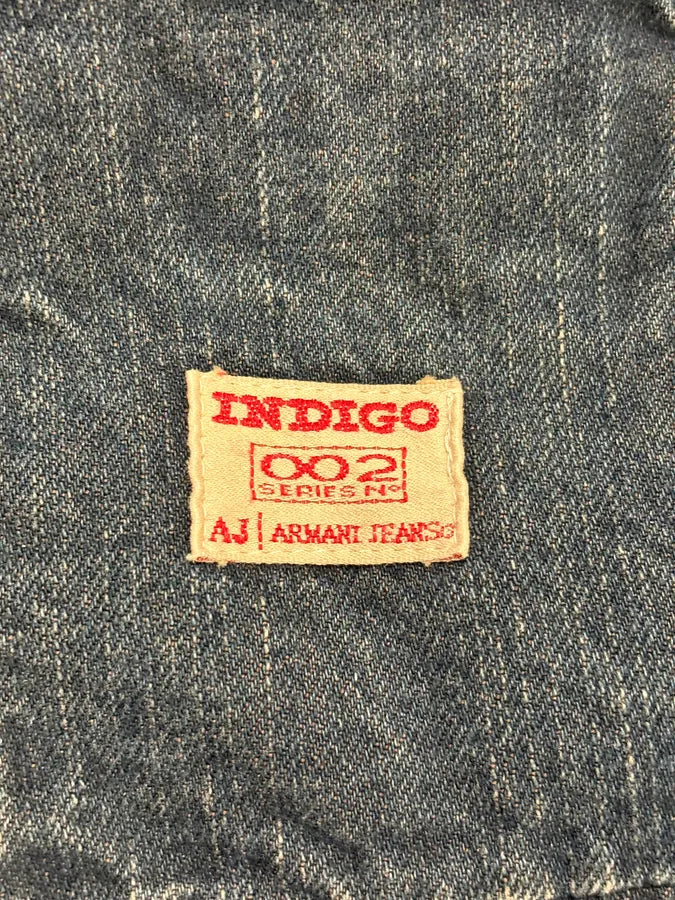 INDIGO
002
SERIES Nº
AJ | ARMANI JEANS